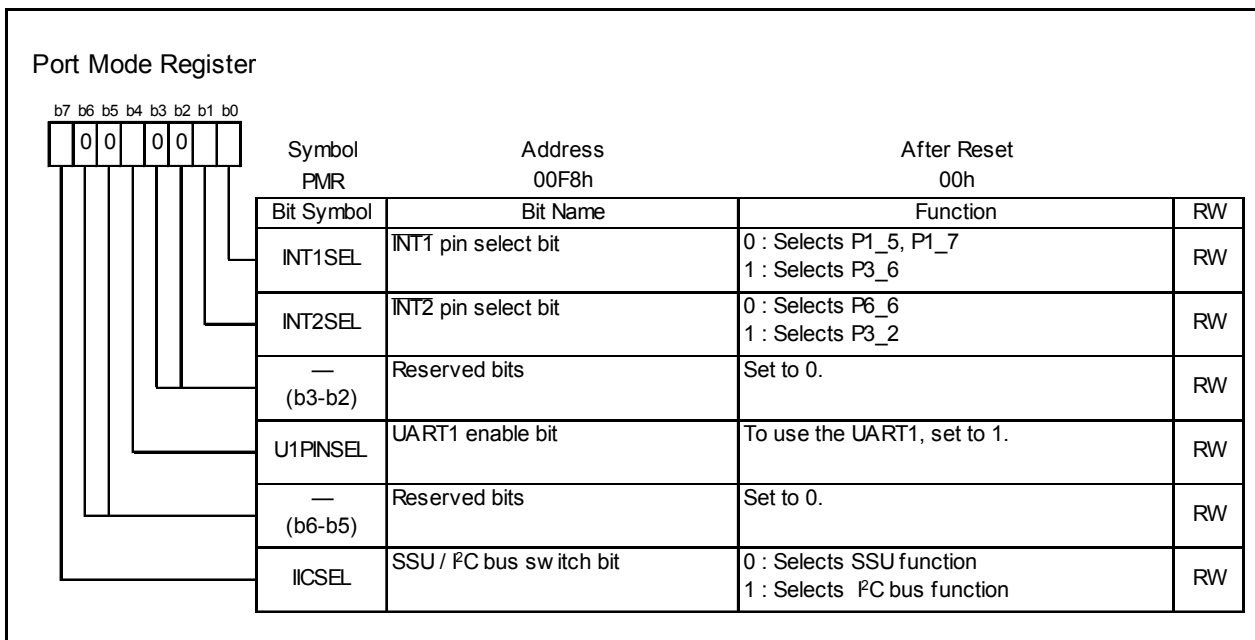 Port Mode Register
b7 b6 b5 b4 b3 b2 b1 b0
0 0 0 0
Symbol Address After Reset
PMR 00F8h 00h
Bit Symbol Bit Name Function RW
INT1SEL INT1 pin select bit 0 : Selects P1_5, P1_7
1 : Selects P3_6 RW
INT2SEL INT2 pin select bit 0 : Selects P6_6
1 : Selects P3_2 RW
—
(b3-b2) Reserved bits Set to 0. RW
U1PINSEL UART1 enable bit To use the UART1, set to 1. RW
—
(b6-b5) Reserved bits Set to 0. RW
IICSEL SSU / I²C bus switch bit 0 : Selects SSU function
1 : Selects I²C bus function RW